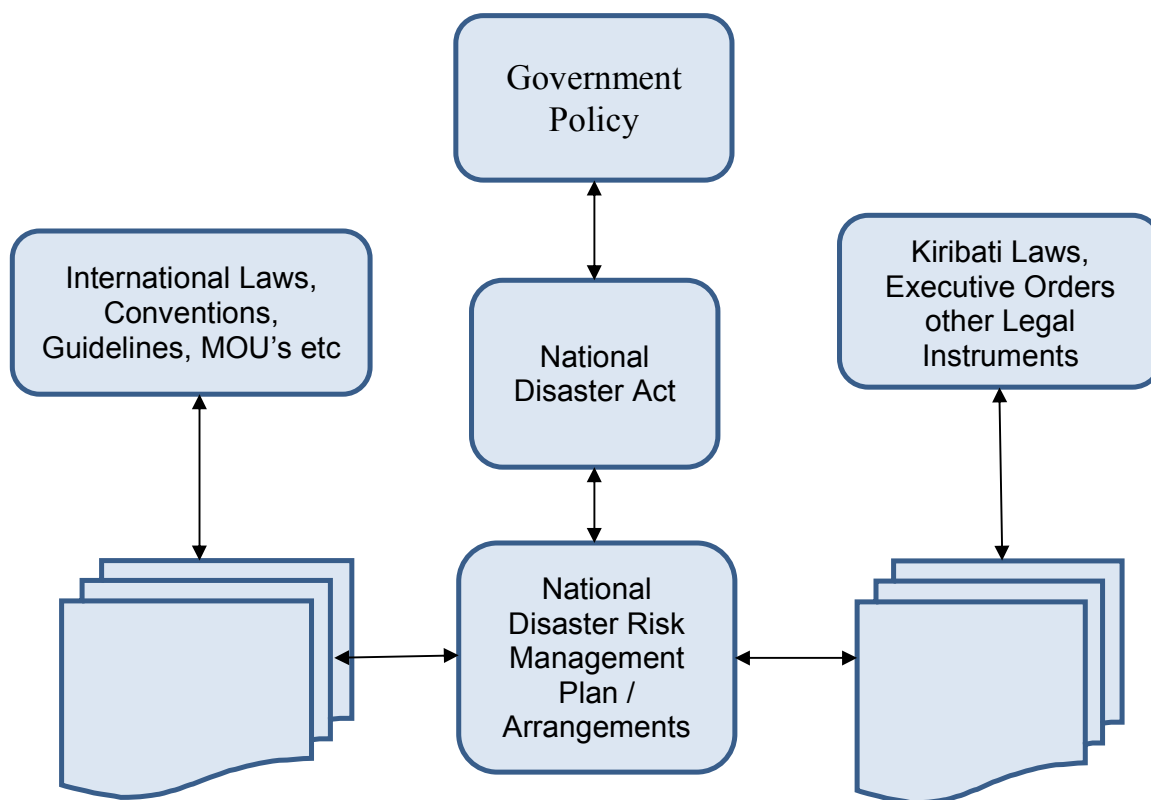 Government
Policy
International Laws,
Conventions,
Guidelines, MOU's etc
National
Disaster Act
Kiribati Laws,
Executive Orders
other Legal
Instruments
National
Disaster Risk
Management
Plan /
Arrangements